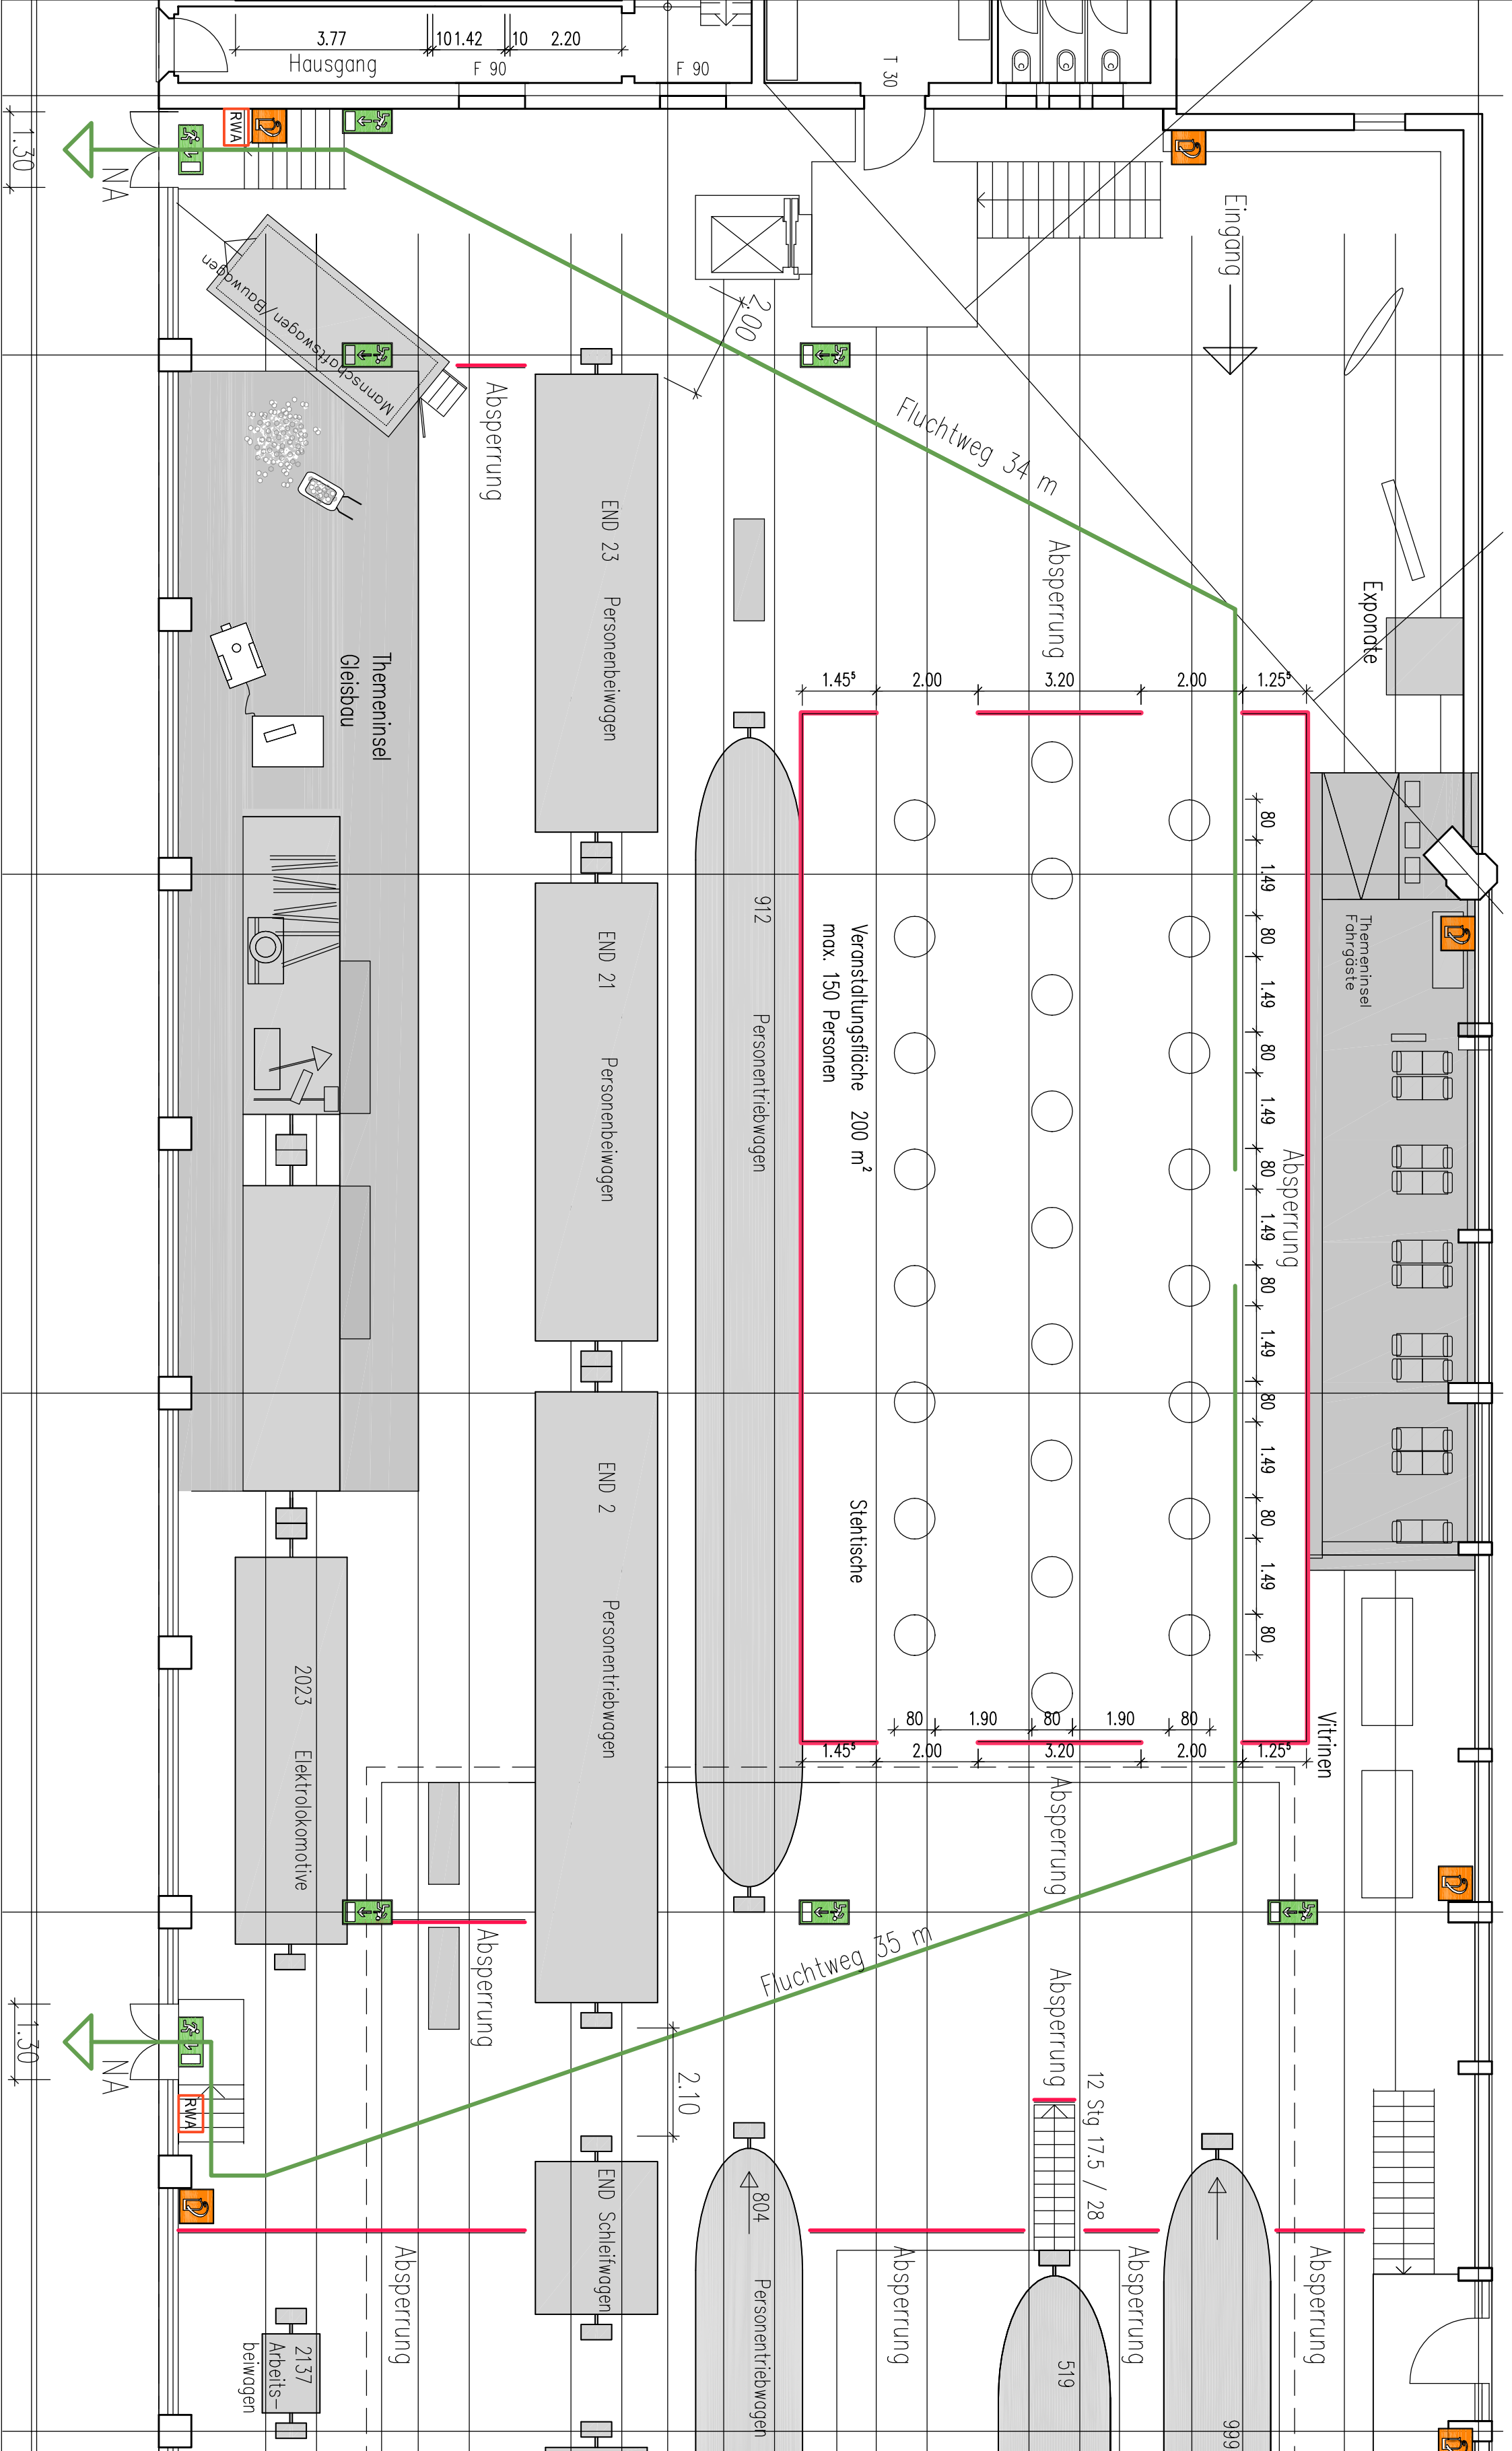 3.77
10
1.42
10
2.20
Hausgang
F 90
F 90
T 30
RWA
1.30
NA
Eingang
Mannschaftswagen/Bauwagen
2.00
Absperrung
Fluchtweg 34 m
END 23 Personenbeiwagen
Absperrung
Exponate
Themeninsel
Gleisbau
1.45⁵
2.00
3.20
2.00
1.25⁵
80
1.49
80
1.49
80
1.49
80
1.49
80
1.49
80
1.49
80
1.49
80
912 Personentriebwagen
Veranstaltungsfläche 200 m²
max. 150 Personen
Themeninsel
Fahrgäste
END 21 Personenbeiwagen
Absperrung
END 2 Personentriebwagen
Stehtische
2023 Elektrolokomotive
80
1.90
80
1.90
80
1.45⁵
2.00
3.20
2.00
1.25⁵
Vitrinen
Absperrung
Absperrung
Fluchtweg 35 m
Absperrung
1.30
NA
RWA
2.10
12 Stg 17.5 / 28
END Schleifwagen
804 Personentriebwagen
Absperrung
Absperrung
Absperrung
Absperrung
2137
Arbeits-
beiwagen
519
999